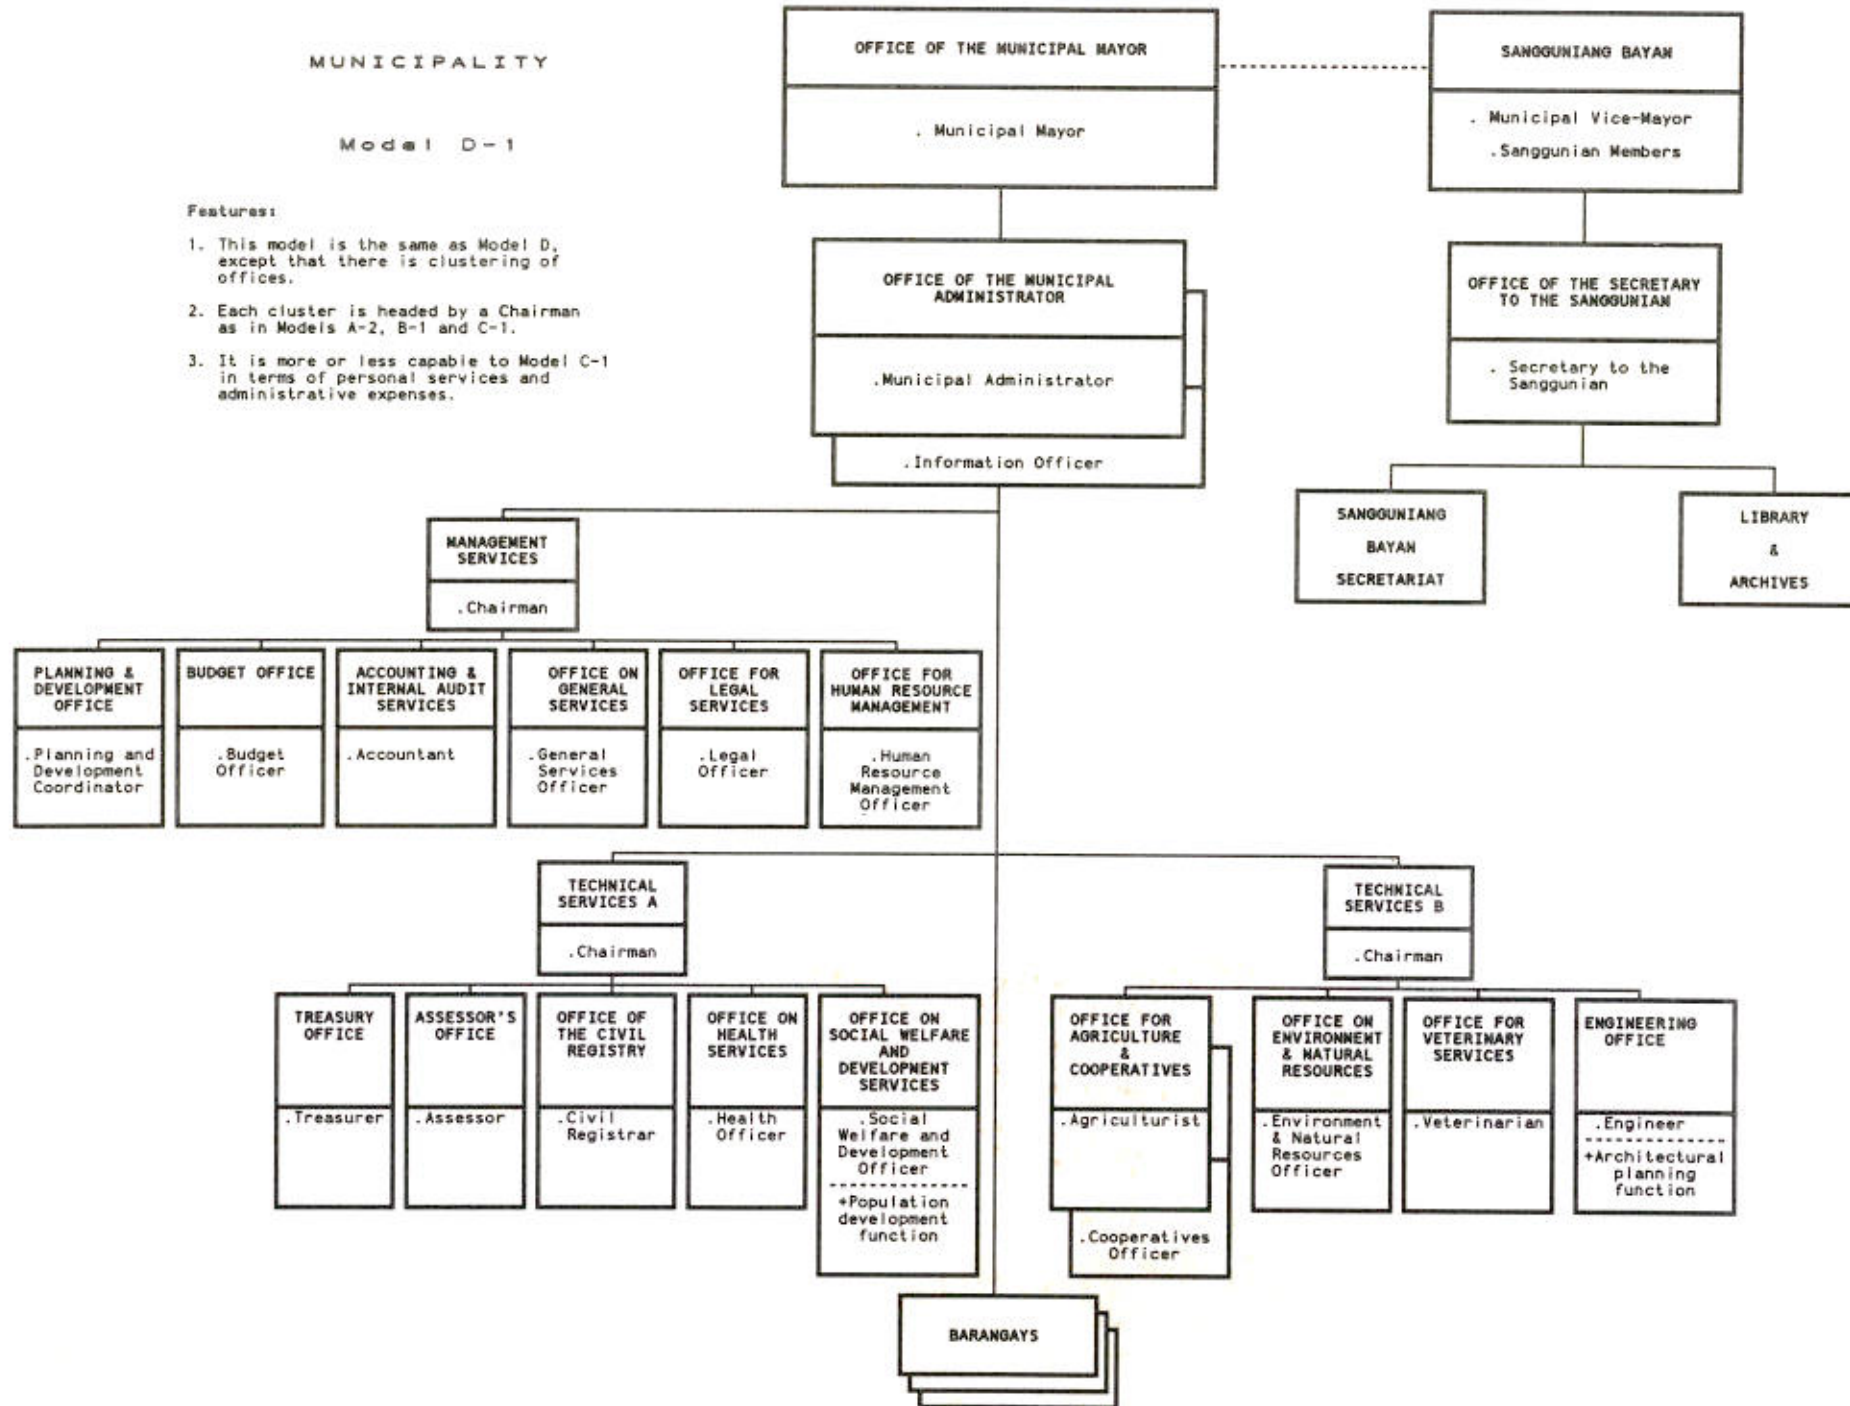 MUNICIPALITY
Model D-1
Features:
1. This model is the same as Model D,
except that there is clustering of
offices.
2. Each cluster is headed by a Chairman
as in Models A-2, B-1 and C-1.
3. It is more or less capable to Model C-1
in terms of personal services and
administrative expenses.
OFFICE OF THE MUNICIPAL MAYOR
. Municipal Mayor
SANGGUNIANG BAYAN
. Municipal Vice-Mayor
.Sanggunian Members
OFFICE OF THE MUNICIPAL
ADMINISTRATOR
.Municipal Administrator
.Information Officer
OFFICE OF THE SECRETARY
TO THE SANGGUNIAN
. Secretary to the
Sanggunian
SANGGUNIANG
BAYAN
SECRETARIAT
LIBRARY
&
ARCHIVES
MANAGEMENT
SERVICES
.Chairman
PLANNING &
DEVELOPMENT
OFFICE
.Planning and
Development
Coordinator
BUDGET OFFICE
.Budget
Officer
ACCOUNTING &
INTERNAL AUDIT
SERVICES
.Accountant
OFFICE ON
GENERAL
SERVICES
.General
Services
Officer
OFFICE FOR
LEGAL
SERVICES
.Legal
Officer
OFFICE FOR
HUMAN RESOURCE
MANAGEMENT
.Human
Resource
Management
Officer
TECHNICAL
SERVICES A
.Chairman
TREASURY
OFFICE
.Treasurer
ASSESSOR'S
OFFICE
.Assessor
OFFICE OF
THE CIVIL
REGISTRY
.Civil
Registrar
OFFICE ON
HEALTH
SERVICES
.Health
Officer
OFFICE ON
SOCIAL WELFARE
AND
DEVELOPMENT
SERVICES
.Social
Welfare and
Development
Officer
+Population
development
function
TECHNICAL
SERVICES B
.Chairman
OFFICE FOR
AGRICULTURE
&
COOPERATIVES
.Agriculturist
.Cooperatives
Officer
OFFICE ON
ENVIRONMENT
& NATURAL
RESOURCES
.Environment
& Natural
Resources
Officer
OFFICE FOR
VETERINARY
SERVICES
.Veterinarian
ENGINEERING
OFFICE
.Engineer
+Architectural
planning
function
BARANGAYS